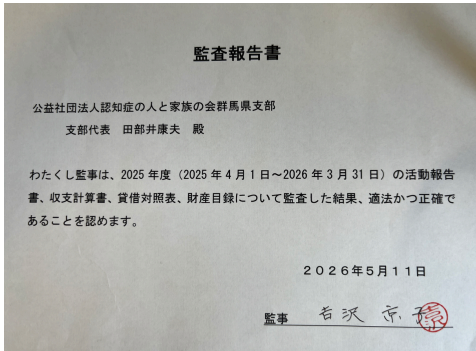 監査報告書
公益社団法人認知症の人と家族の会群馬県支部
支部代表 田部井康夫 殿
わたくし監事は、2025年度（2025年4月1日～2026年3月31日）の活動報告
書、収支計算書、貸借対照表、財産目録について監査した結果、適法かつ正確で
あることを認めます。
２０２６年５月１１日
監事 吉沢 京子